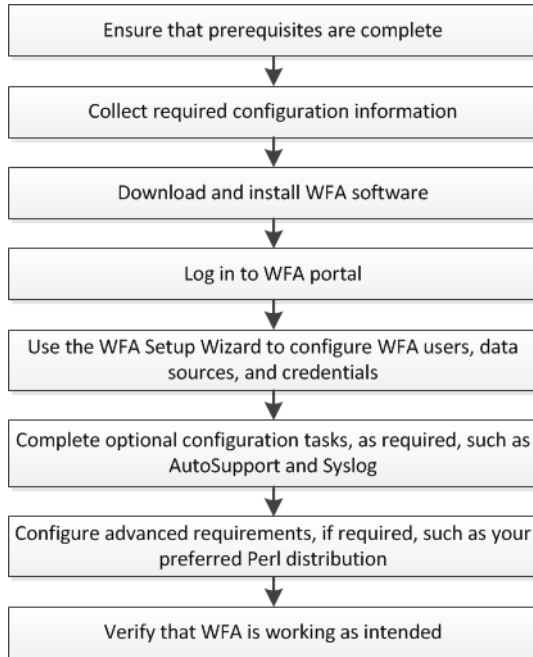 Ensure that prerequisites are complete
Collect required configuration information
Download and install WFA software
Log in to WFA portal
Use the WFA Setup Wizard to configure WFA users, data
sources, and credentials
Complete optional configuration tasks, as required, such as
AutoSupport and Syslog
Configure advanced requirements, if required, such as your
preferred Perl distribution
Verify that WFA is working as intended